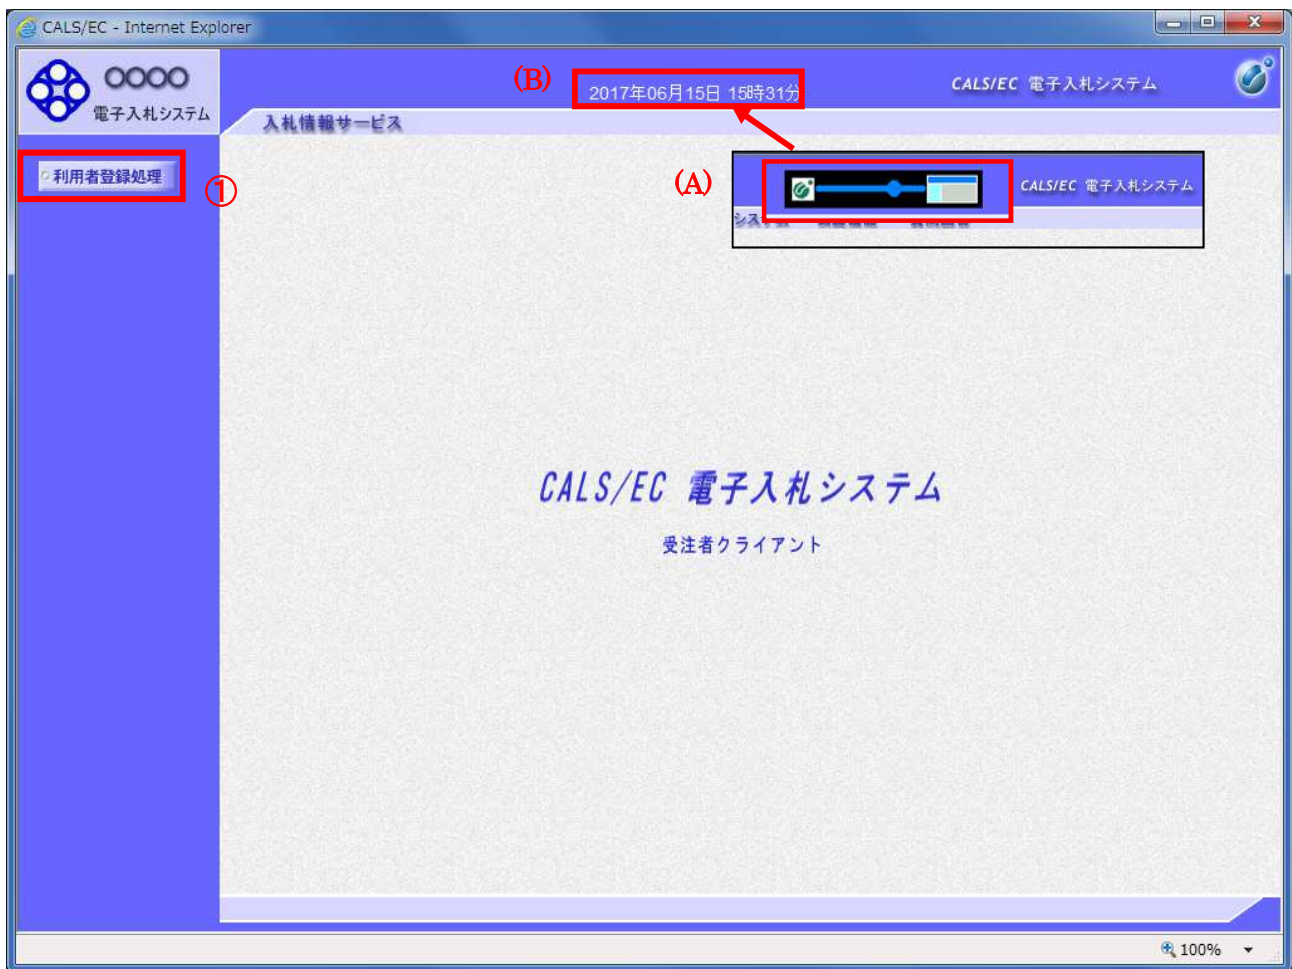 CALS/EC - Internet Explorer
○○○○
電子入札システム
(B)
2017年06月15日 15時31分
CALS/EC 電子入札システム
入札情報サービス
利用者登録処理
①
(A)
CALS/EC 電子入札システム
CALS/EC 電子入札システム
受注者クライアント
100%